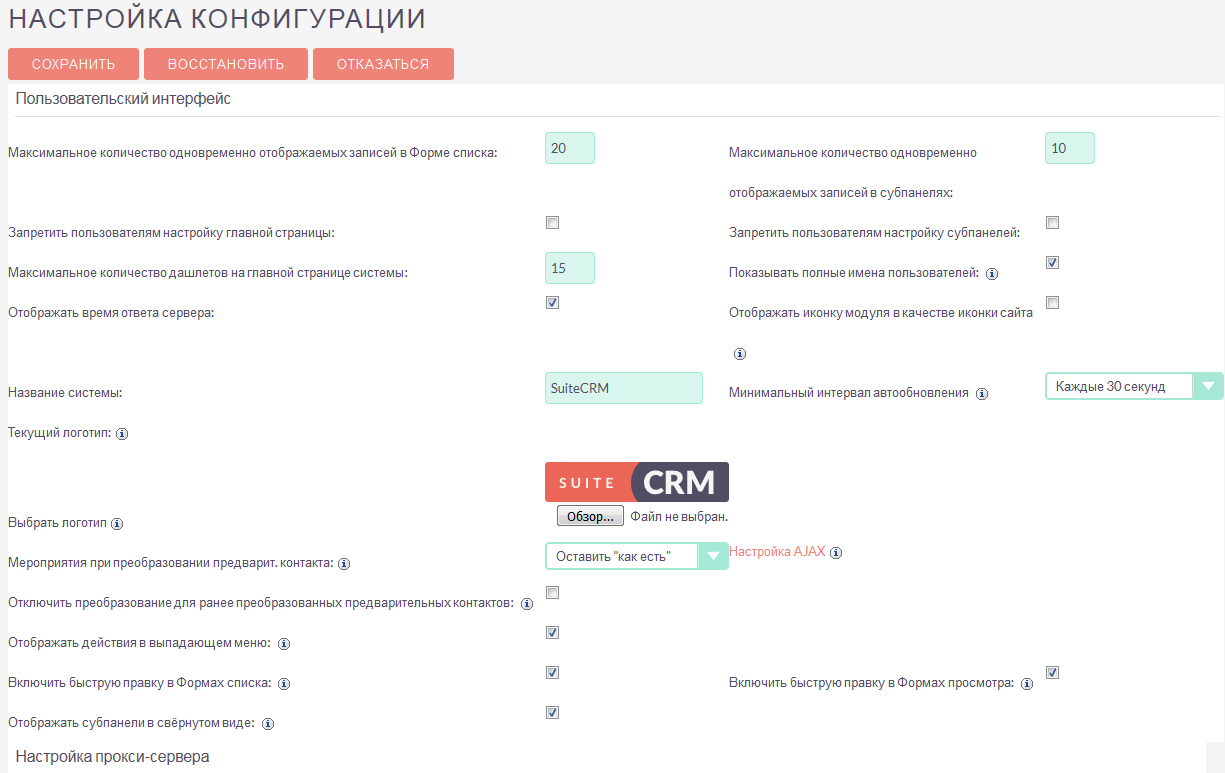 НАСТРОЙКА КОНФИГУРАЦИИ
СОХРАНИТЬ ВОССТАНОВИТЬ ОТКАЗАТЬСЯ
Пользовательский интерфейс
Максимальное количество одновременно отображаемых записей в Форме списка: 20 Максимальное количество одновременно 10
отображаемых записей в субпанелях:
Запретить пользователям настройку главной страницы: Запретить пользователям настройку субпанелей:
Максимальное количество дашлетов на главной странице системы: 15 Показывать полные имена пользователей:
Отображать время ответа сервера: Отображать иконку модуля в качестве иконки сайта
Название системы: SuiteCRM Минимальный интервал автообновления Каждые 30 секунд
Текущий логотип:
SUITE CRM
Выбрать логотип Обзор... Файл не выбран.
Мероприятия при преобразовании предварит. контакта: Оставить "как есть" Настройка AJAX
Отключить преобразование для ранее преобразованных предварительных контактов:
Отображать действия в выпадающем меню:
Включить быструю правку в Формах списка: Включить быструю правку в Формах просмотра:
Отображать субпанели в свёрнутом виде:
Настройка прокси-сервера